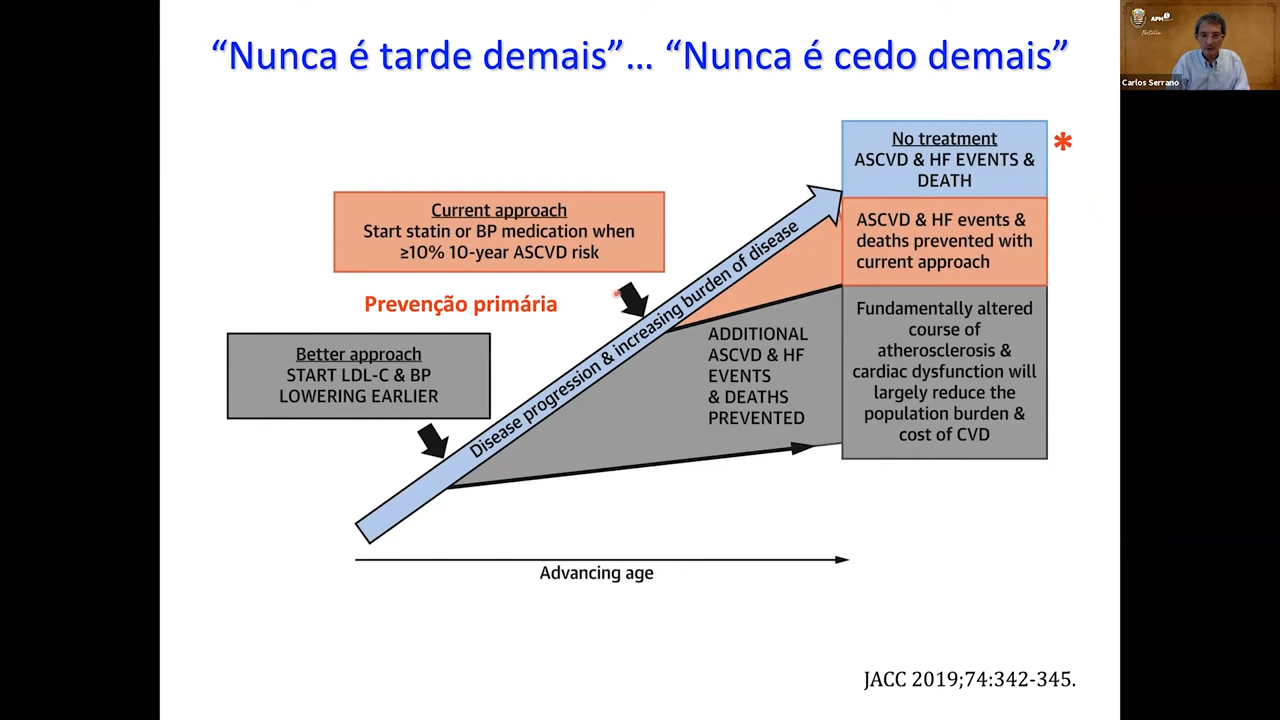 “Nunca é tarde demais”... “Nunca é cedo demais”
APM
Carlos Serrano
No treatment
ASCVD & HF EVENTS &
DEATH
*
Current approach
Start statin or BP medication when
≥10% 10-year ASCVD risk
ASCVD & HF events &
deaths prevented with
current approach
Prevenção primária
Disease progression & increasing burden of disease
Better approach
START LDL-C & BP
LOWERING EARLIER
ADDITIONAL
ASCVD & HF
EVENTS
& DEATHS
PREVENTED
Fundamentally altered
course of
atherosclerosis &
cardiac dysfunction will
largely reduce the
population burden &
cost of CVD
Advancing age
JACC 2019;74:342-345.